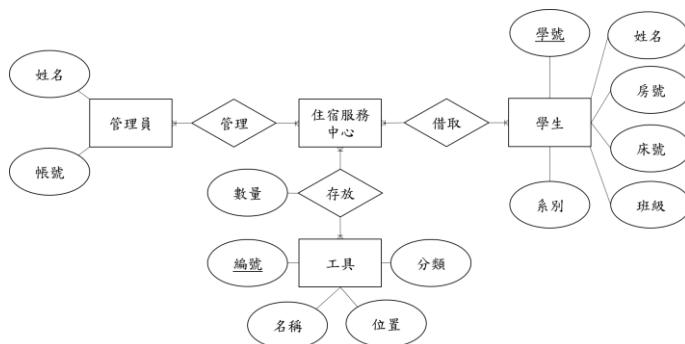 學號
姓名
姓名
房號
管理員
管理
住宿服務
中心
借取
學生
帳號
床號
數量
存放
系別
班級
編號
工具
分類
名稱
位置